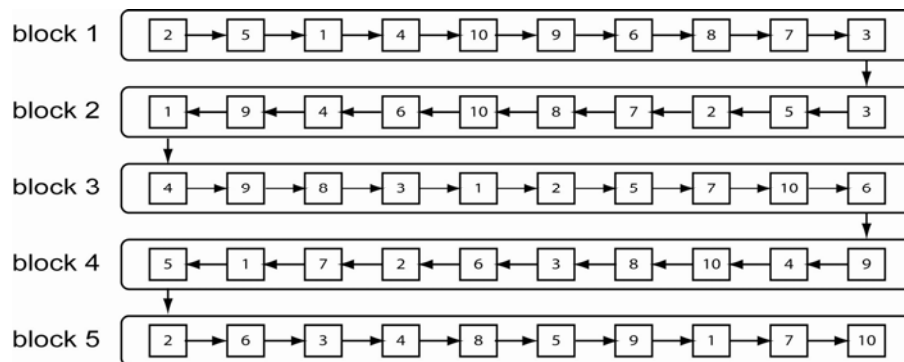 block 1 2 5 1 4 10 9 6 8 7 3
block 2 1 9 4 6 10 8 7 2 5 3
block 3 4 9 8 3 1 2 5 7 10 6
block 4 5 1 7 2 6 3 8 10 4 9
block 5 2 6 3 4 8 5 9 1 7 10